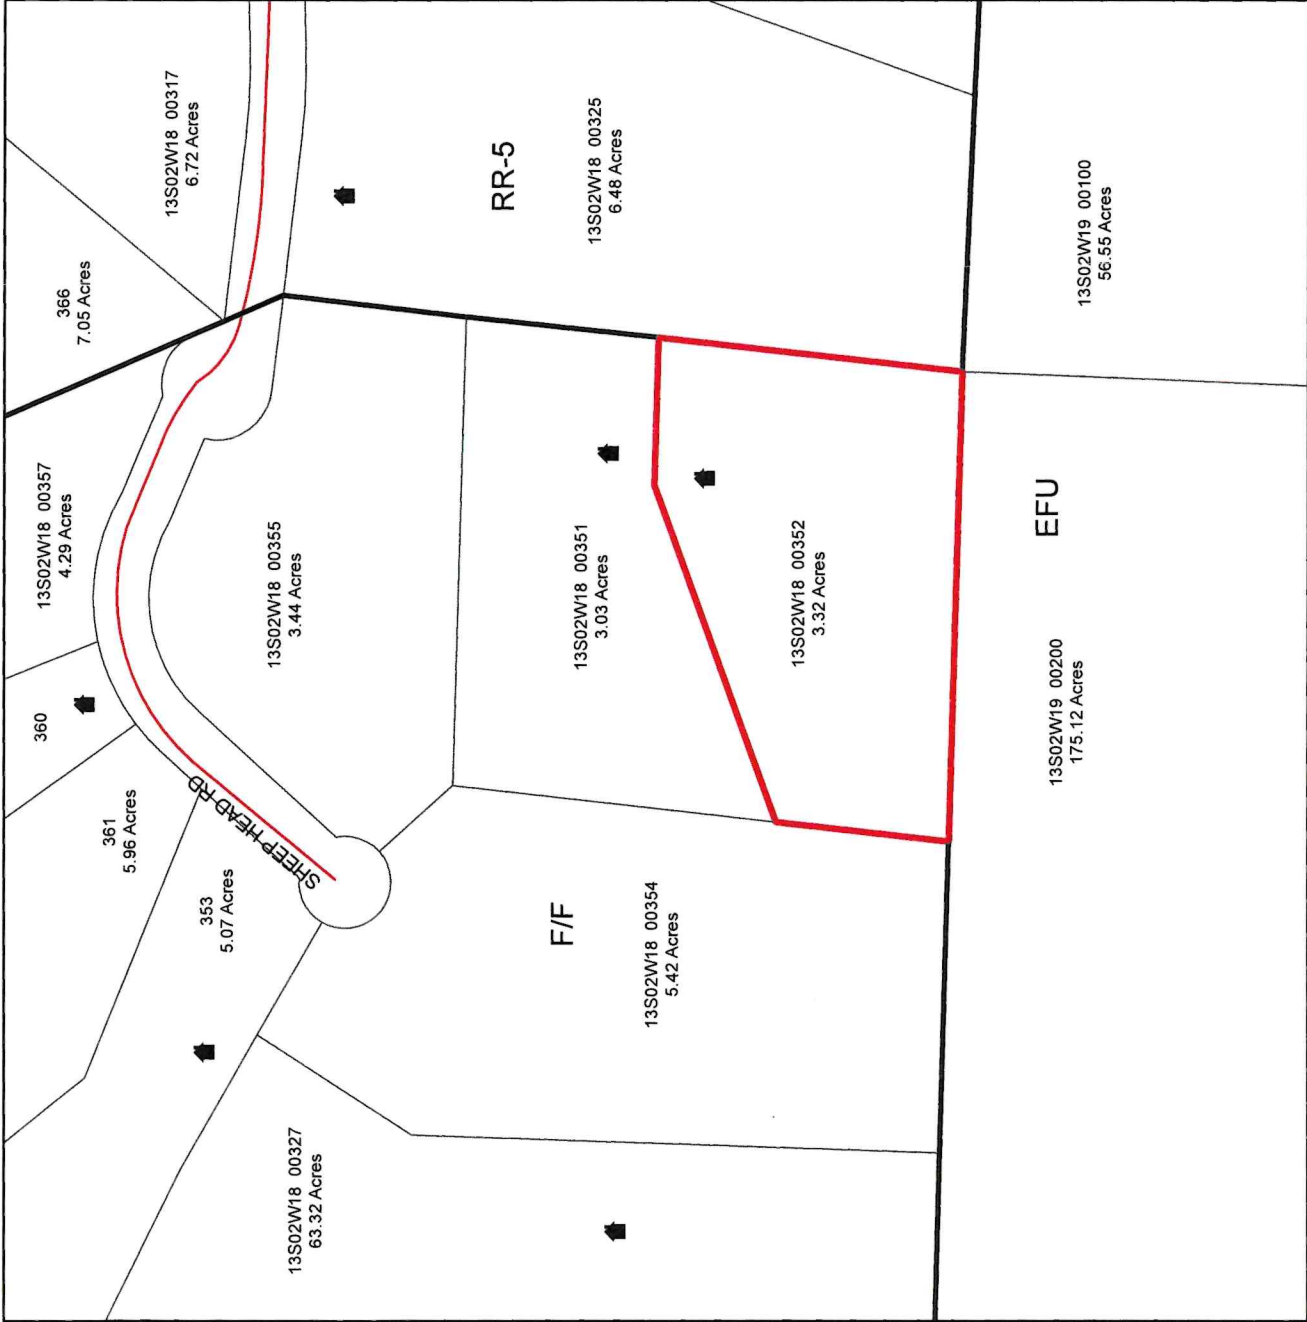 366
7.05 Acres
13S02W18 00317
6.72 Acres
13S02W18 00357
4.29 Acres
360
361
5.96 Acres
353
5.07 Acres
SHEEP HEAD RD
13S02W18 00327
63.32 Acres
13S02W18 00355
3.44 Acres
RR-5
13S02W18 00325
6.48 Acres
13S02W18 00351
3.03 Acres
F/F
13S02W18 00354
5.42 Acres
13S02W18 00352
3.32 Acres
EFU
13S02W19 00100
56.55 Acres
13S02W19 00200
175.12 Acres